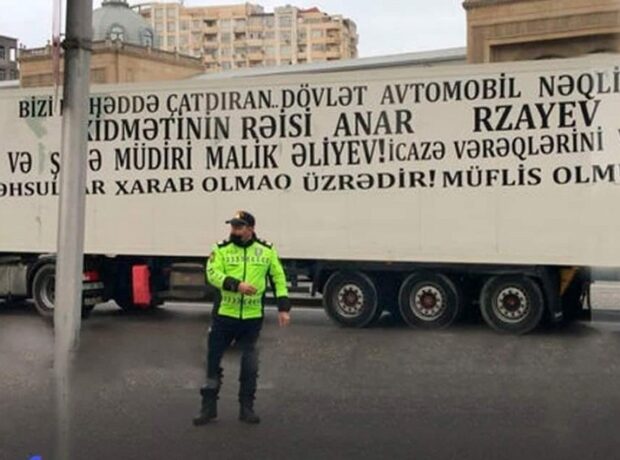 BİZİ HƏDDƏ ÇATDIRAN..DÖVLƏT AVTOMOBİL NƏQLİ
XİDMƏTİNİN RƏİSİ ANAR RZAYEV
VƏ ŞÖBƏ MÜDİRİ MALİK ƏLİYEV!İCAZƏ VƏRƏQLƏRİNİ
XARAB OLMAQ ÜZRƏDİR! MÜFLİS OLM